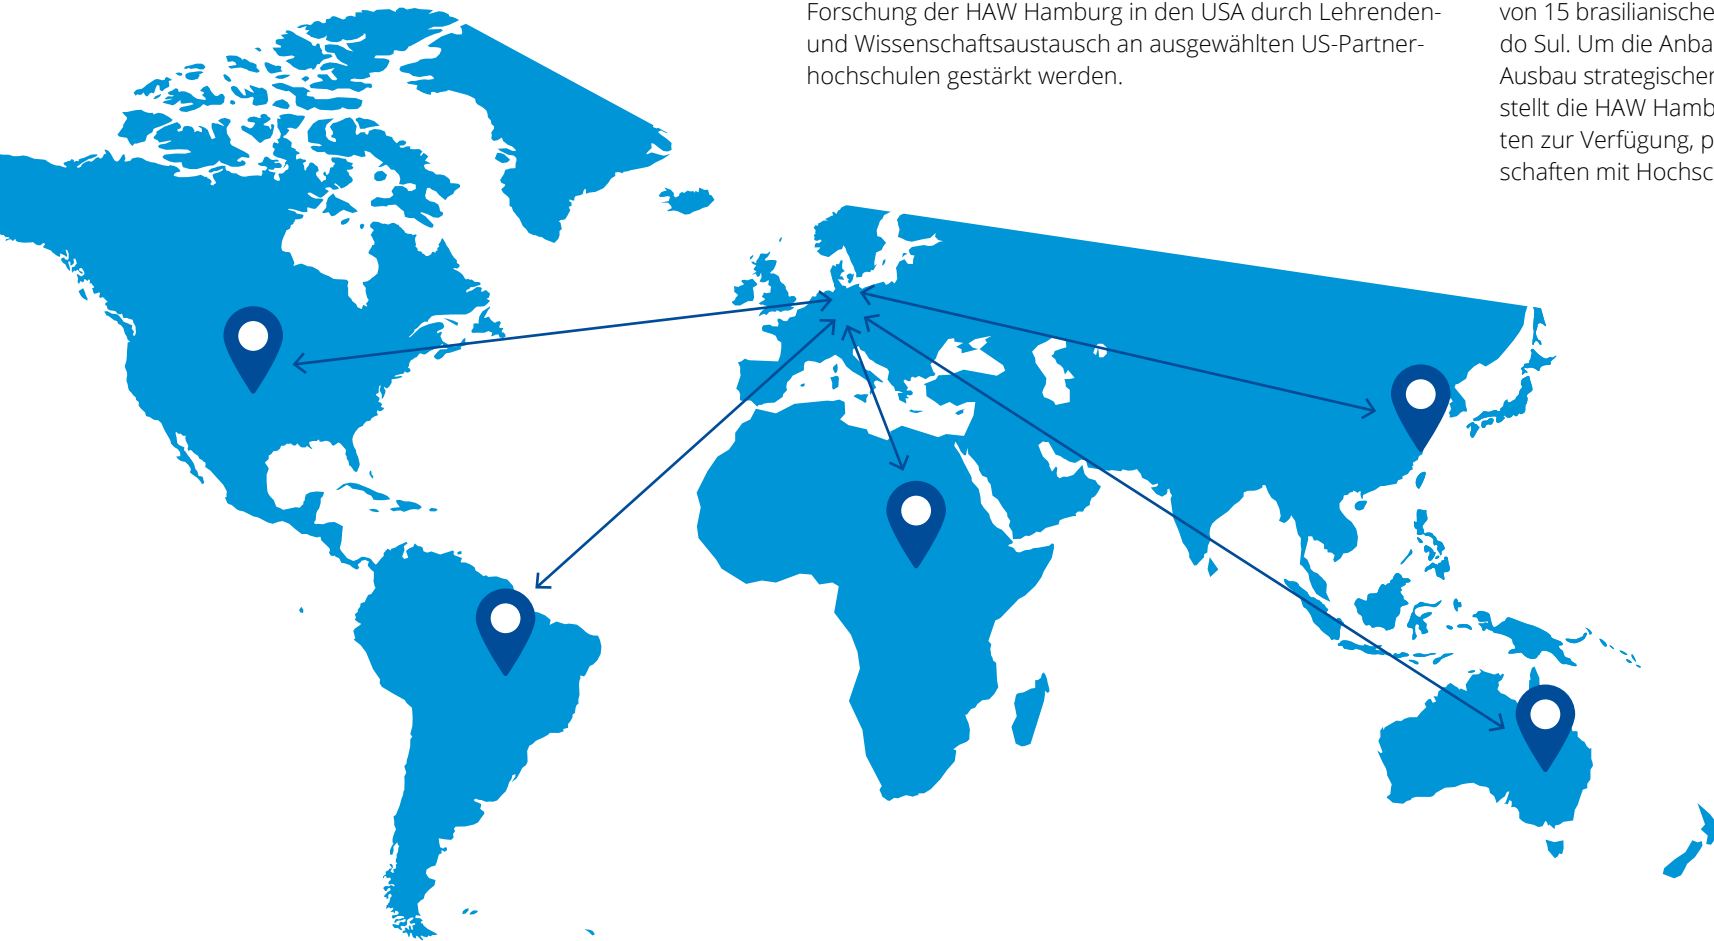 Forschung der HAW Hamburg in den USA durch Lehrenden-
und Wissenschaftsaustausch an ausgewählten US-Partner-
hochschulen gestärkt werden.
von 15 brasilianische
do Sul. Um die Anba
Ausbau strategischer
stellt die HAW Hamb
ten zur Verfügung, p
schaften mit Hochsc